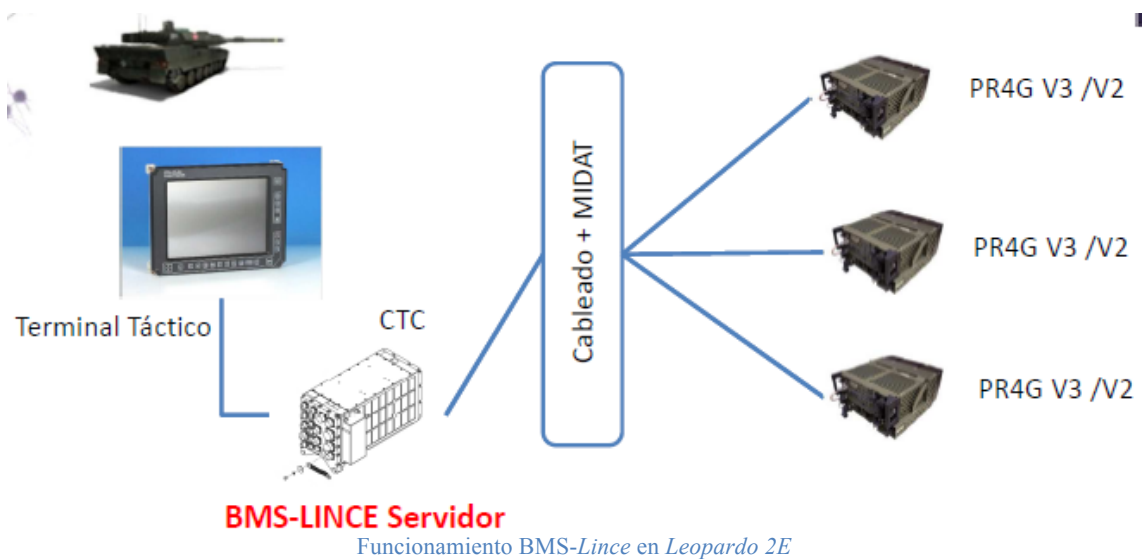 PR4G V3 /V2
Terminal Táctico
CTC
Cableado + MIDAT
PR4G V3 /V2
PR4G V3 /V2
BMS-LINCE Servidor
Funcionamiento BMS-Lince en Leopardo 2E